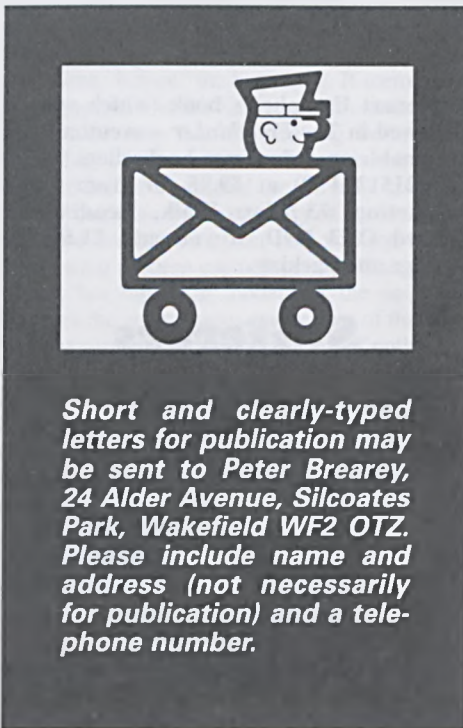 Short and clearly-typed
letters for publication may
be sent to Peter Brearey,
24 Alder Avenue, Silcoates
Park, Wakefield WF2 OTZ.
Please include name and
address (not necessarily
for publication) and a tele-
phone number.